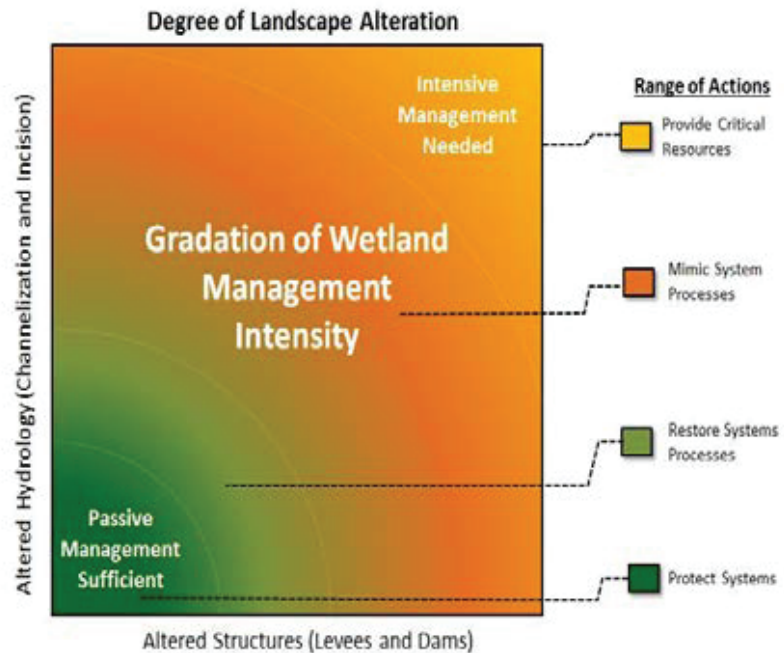 Degree of Landscape Alteration
Altered Hydrology (Channelization and Incision)
Intensive
Management
Needed
Gradation of Wetland
Management
Intensity
Passive
Management
Sufficient
Altered Structures (Levees and Dams)
Range of Actions
Provide Critical
Resources
Mimic System
Processes
Restore Systems
Processes
Protect Systems